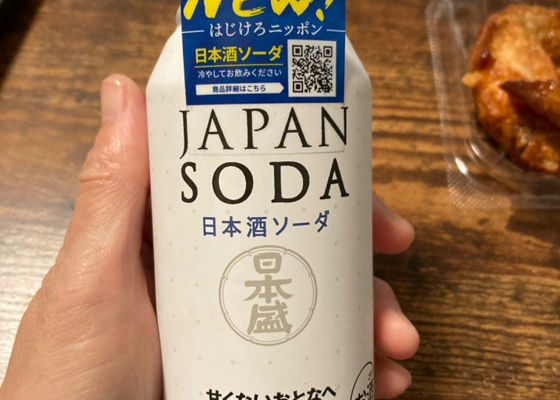 NEW!
はじけろニッポン
日本酒ソーダ
冷やしてお飲みください
商品詳細はこちら
JAPAN
SODA
日本酒ソーダ
日本盛
甘くないおとなへ
お酒